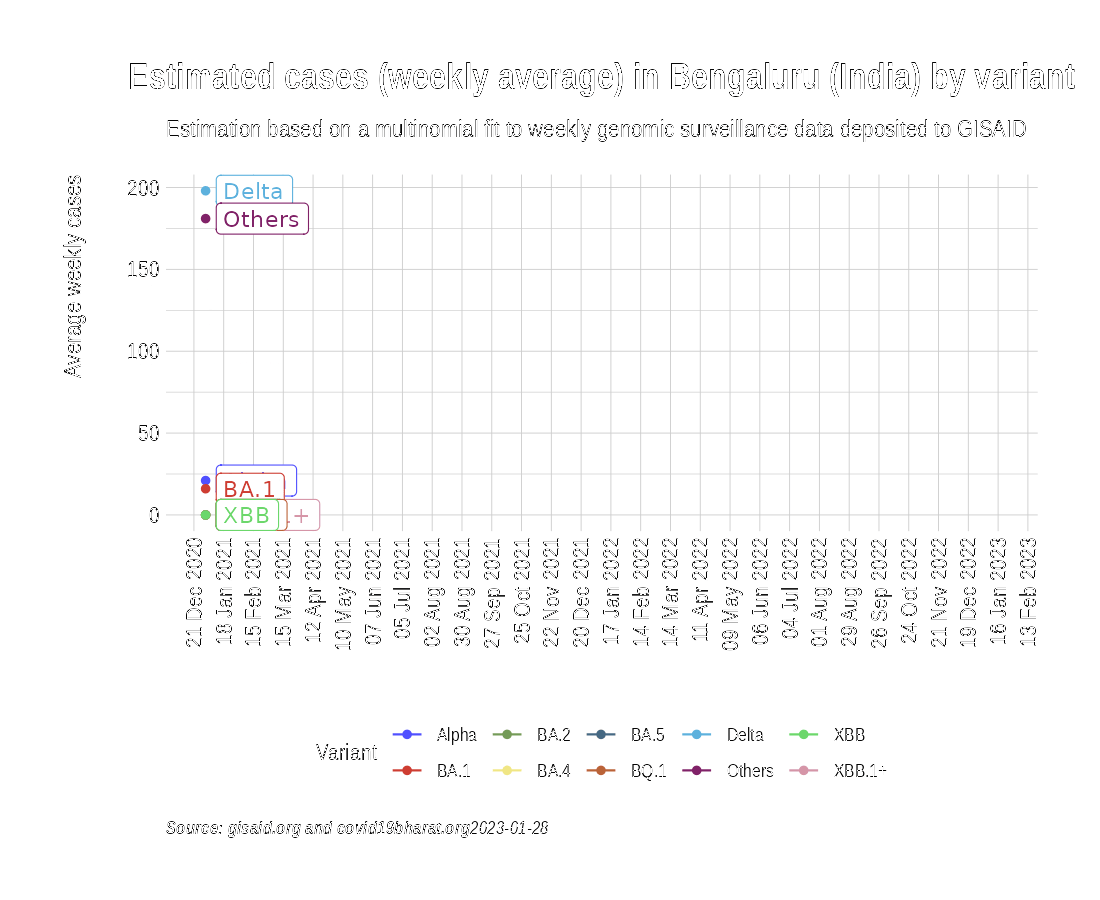 Estimated cases (weekly average) in Bengaluru (India) by variant
Estimation based on a multinomial fit to weekly genomic surveillance data deposited to GISAID
Average weekly cases
200
150
100
50
0
Delta
Others
BA.1
XBB
1+
21 Dec 2020
18 Jan 2021
15 Feb 2021
15 Mar 2021
12 Apr 2021
10 May 2021
07 Jun 2021
05 Jul 2021
02 Aug 2021
30 Aug 2021
27 Sep 2021
25 Oct 2021
22 Nov 2021
20 Dec 2021
17 Jan 2022
14 Feb 2022
14 Mar 2022
11 Apr 2022
09 May 2022
06 Jun 2022
04 Jul 2022
01 Aug 2022
29 Aug 2022
26 Sep 2022
24 Oct 2022
21 Nov 2022
19 Dec 2022
16 Jan 2023
13 Feb 2023
Variant
Alpha BA.2 BA.5 Delta XBB
BA.1 BA.4 BQ.1 Others XBB.1+
Source: gisaid.org and covid19bharat.org2023-01-28